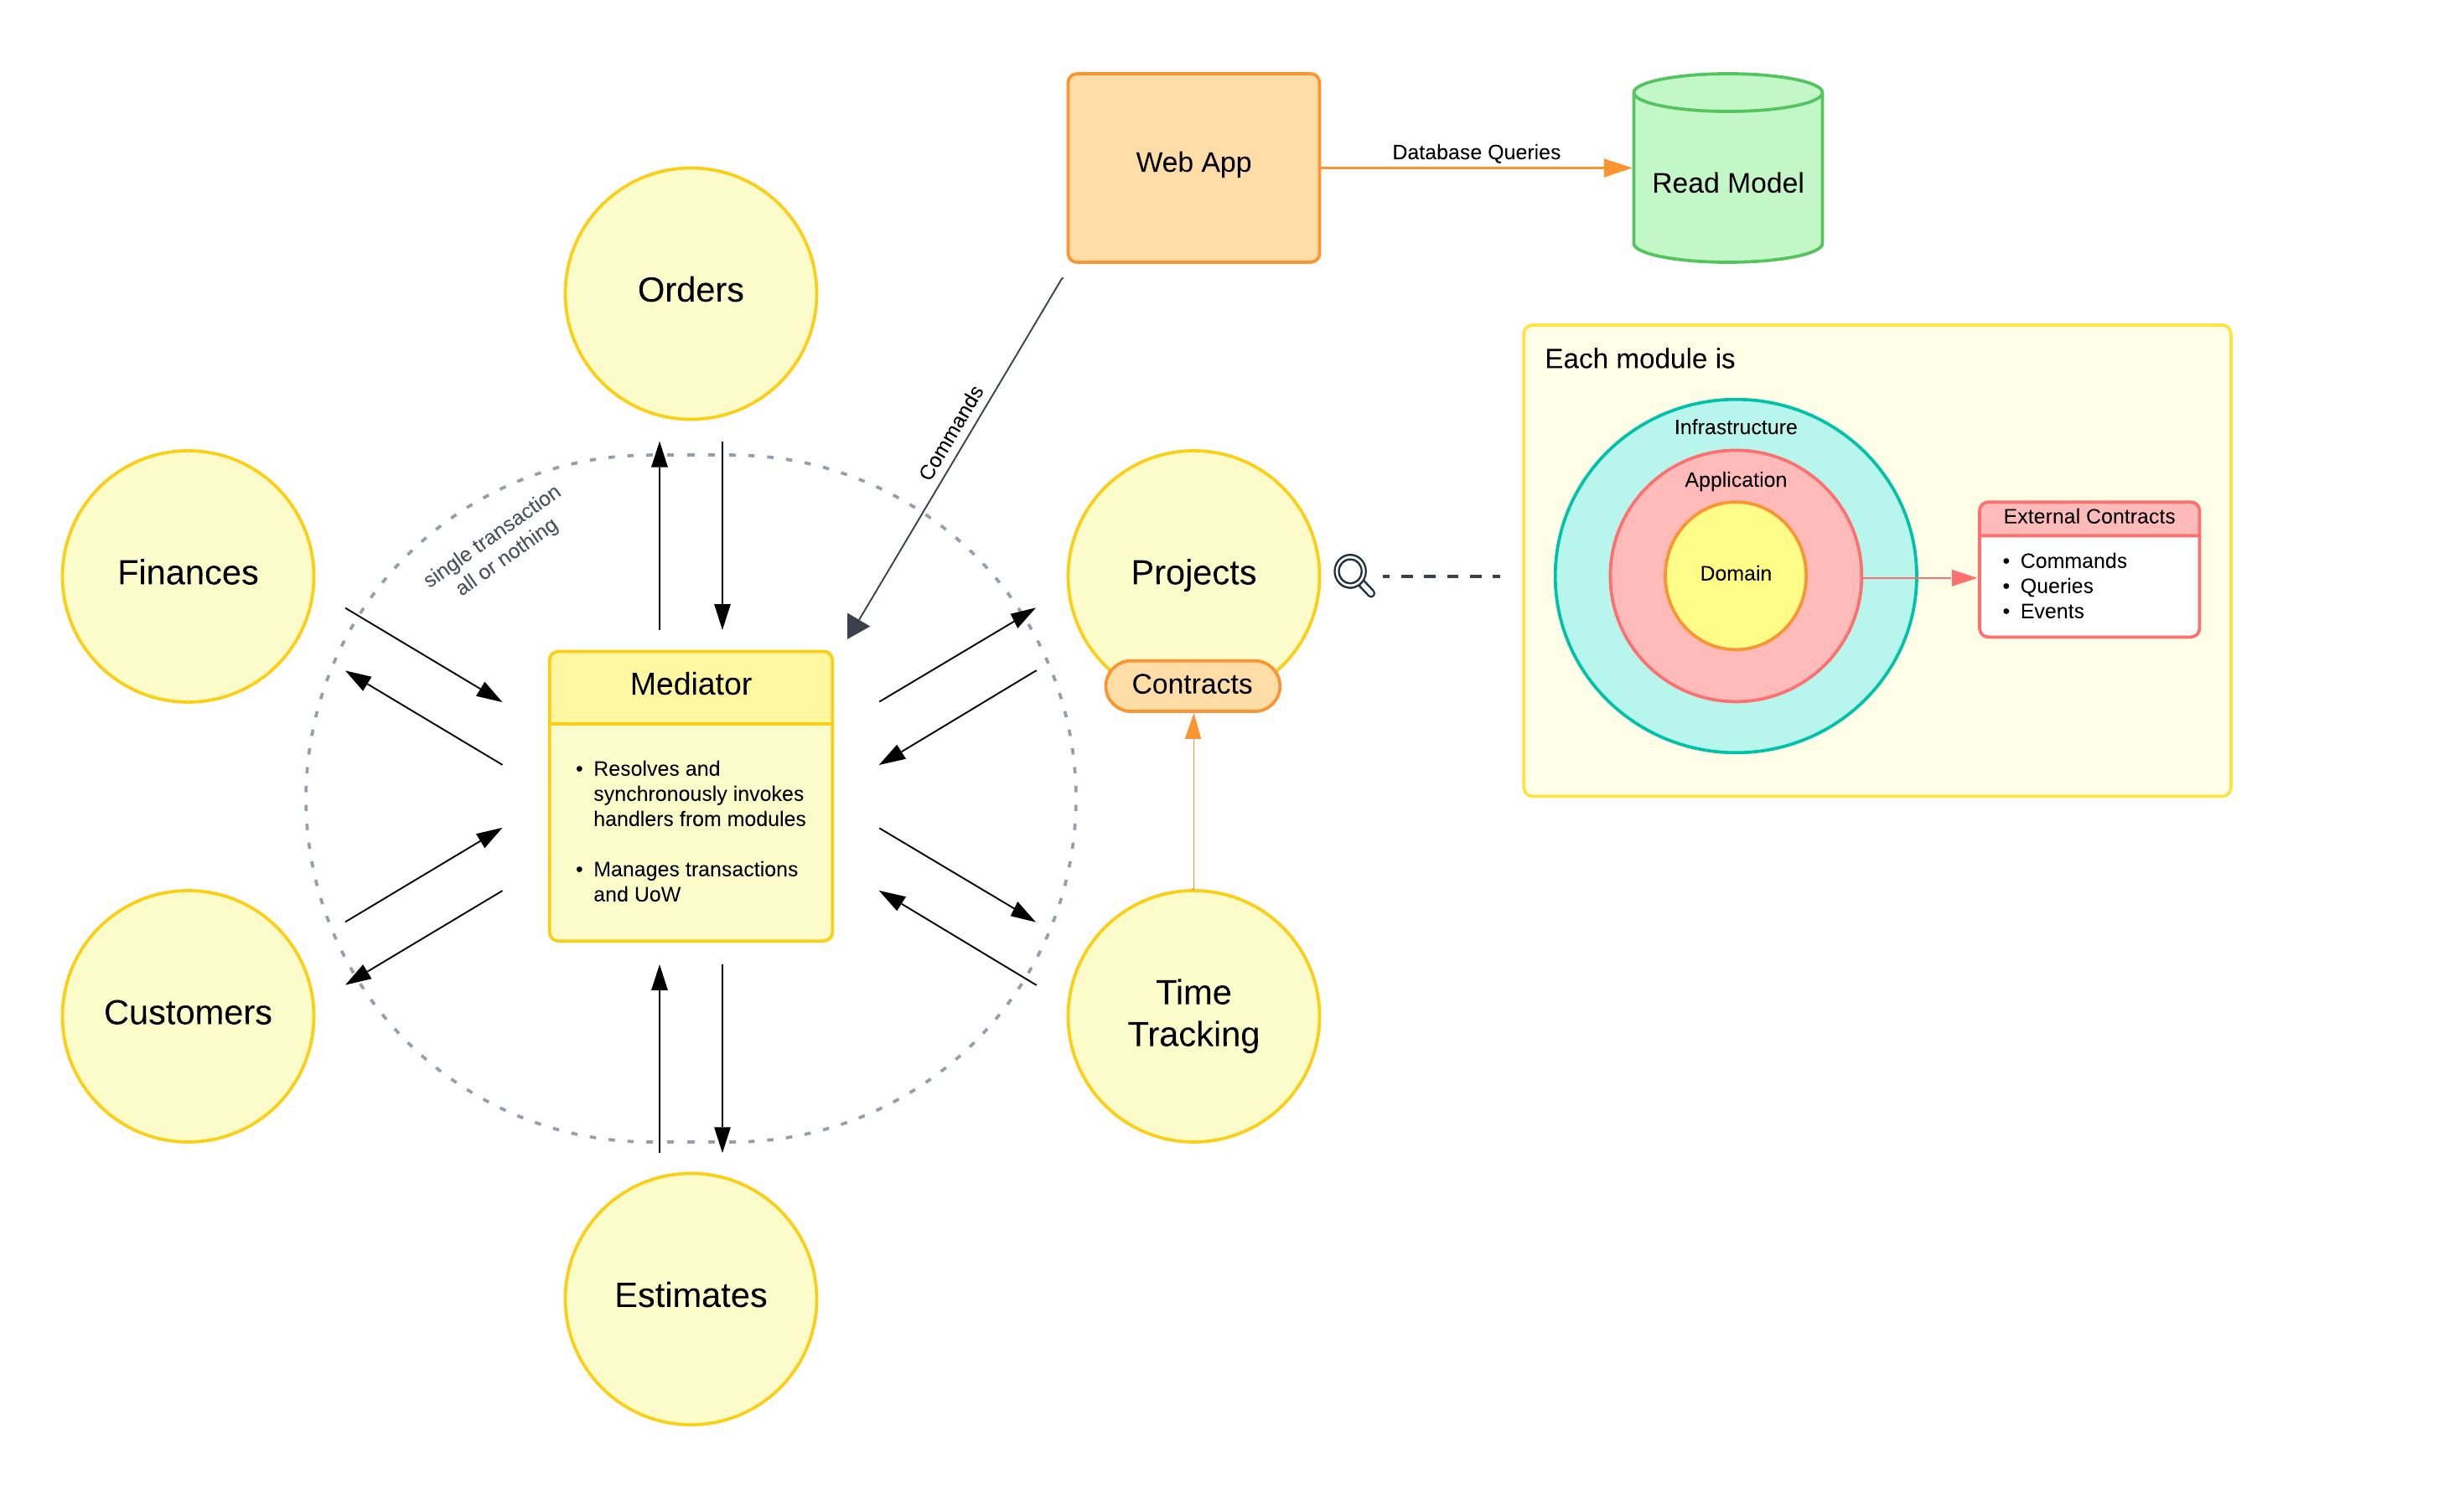 Web App
Database Queries
Read Model
Orders
Commands
single transaction
all or nothing
Finances
Projects
Contracts
Mediator
• Resolves and
synchronously invokes
handlers from modules
• Manages transactions
and UoW
Customers
Time
Tracking
Estimates
Each module is
Infrastructure
Application
Domain
External Contracts
• Commands
• Queries
• Events